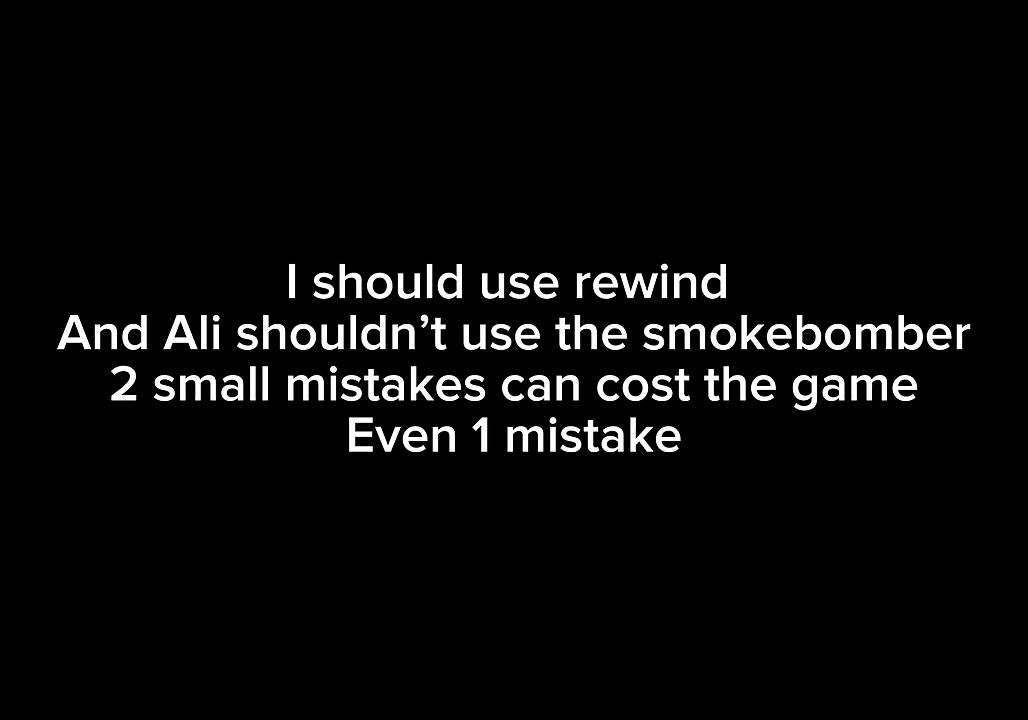 I should use rewind
And Ali shouldn’t use the smokebomber
2 small mistakes can cost the game
Even 1 mistake